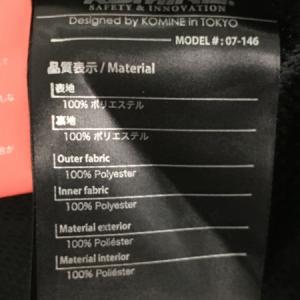 KOMINE
SAFETY & INNOVATION
Designed by KOMINE in TOKYO
MODEL # : 07-146
品質表示 / Material
表地
100% ポリエステル
裏地
100% ポリエステル
Outer fabric
100% Polyester
Inner fabric
100% Polyester
Material exterior
100% Poliéster
Material interior
100% Poliéster